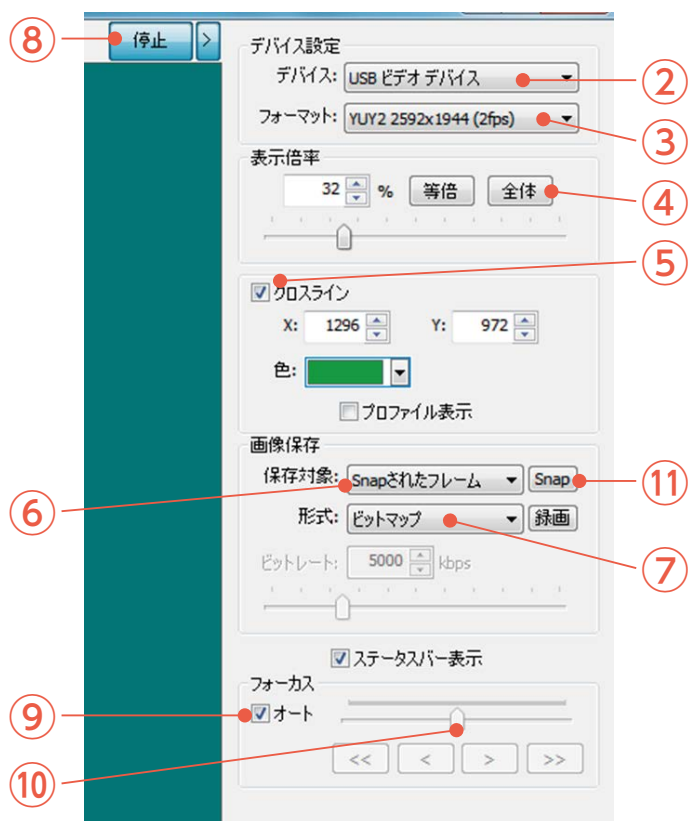 ⑧ 停止 >
デバイス設定
デバイス: USB ビデオ デバイス ②
フォーマット: YUY2 2592x1944 (2fps) ③
表示倍率
32 % 等倍 全体 ④
⑤
クロスライン
X: 1296 Y: 972
色:
プロファイル表示
画像保存
保存対象: Snapされたフレーム Snap ⑪
⑥ 形式: ビットマップ 録画
ビットレート: 5000 kbps ⑦
ステータスバー表示
フォーカス
⑨ オート
⑩ << < > >>